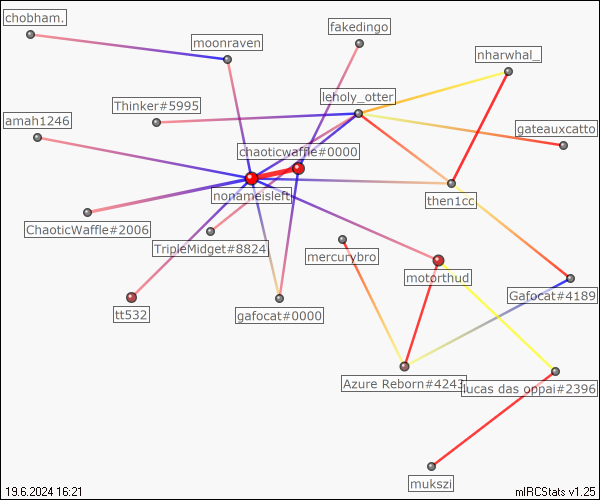 chobham.
fakedingo
moonraven
nharwhal_
leholy_otter
Thinker#5995
amah1246
gateauxcatto
chaoticwaffle#0000
nonameisleft
then1cc
ChaoticWaffle#2006
TripleMidget#8824
mercurybro
motorthud
Gafocat#4189
tt532
gafocat#0000
Azure Reborn#4243
lucas das oppai#2396
mukszi
19.6.2024 16:21
mIRCStats v1.25